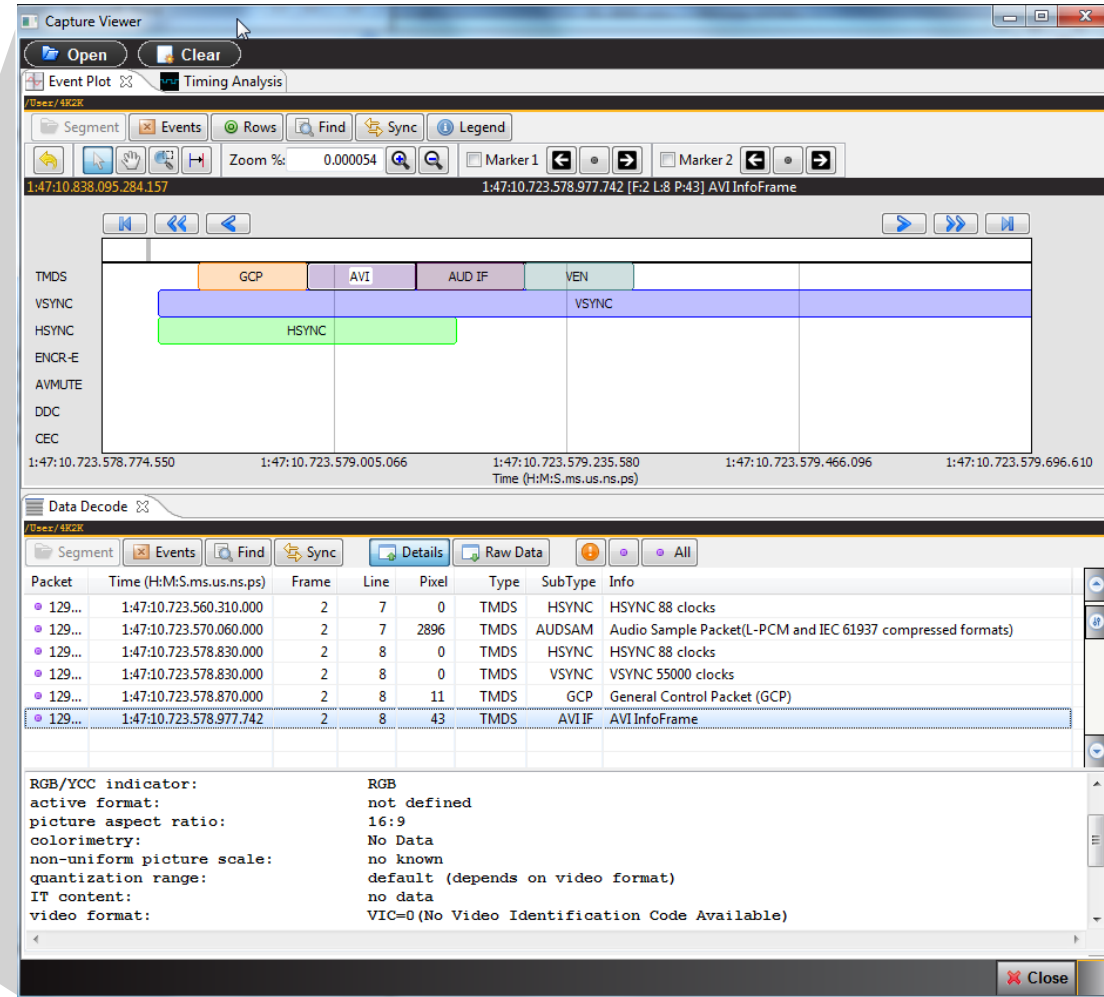 Capture Viewer
Open Clear
Event Plot Timing Analysis
/User/4K2K
Segment Events Rows Find Sync Legend
Zoom %: 0.000054 Marker 1 Marker 2
1:47:10.838.095.284.157 1:47:10.723.578.977.742 [F:2 L:8 P:43] AVI InfoFrame
TMDS GCP AVI AUD IF VEN
VSYNC VSYNC
HSYNC HSYNC
ENCR-E
AVMUTE
DDC
CEC
1:47:10.723.578.774.550 1:47:10.723.579.005.066 1:47:10.723.579.235.580 1:47:10.723.579.466.096 1:47:10.723.579.696.610
Time (H:M:S.ms.us.ns.ps)
Data Decode
/User/4K2K
Segment Events Find Sync Details Raw Data All
Packet Time (H:M:S.ms.us.ns.ps) Frame Line Pixel Type SubType Info
129... 1:47:10.723.560.310.000 2 7 0 TMDS HSYNC HSYNC 88 clocks
129... 1:47:10.723.570.060.000 2 7 2896 TMDS AUDSAM Audio Sample Packet(L-PCM and IEC 61937 compressed formats)
129... 1:47:10.723.578.830.000 2 8 0 TMDS HSYNC HSYNC 88 clocks
129... 1:47:10.723.578.830.000 2 8 0 TMDS VSYNC VSYNC 55000 clocks
129... 1:47:10.723.578.870.000 2 8 11 TMDS GCP General Control Packet (GCP)
129... 1:47:10.723.578.977.742 2 8 43 TMDS AVI IF AVI InfoFrame
RGB/YCC indicator: RGB
active format: not defined
picture aspect ratio: 16:9
colorimetry: No Data
non-uniform picture scale: no known
quantization range: default (depends on video format)
IT content: no data
video format: VIC=0(No Video Identification Code Available)
Close